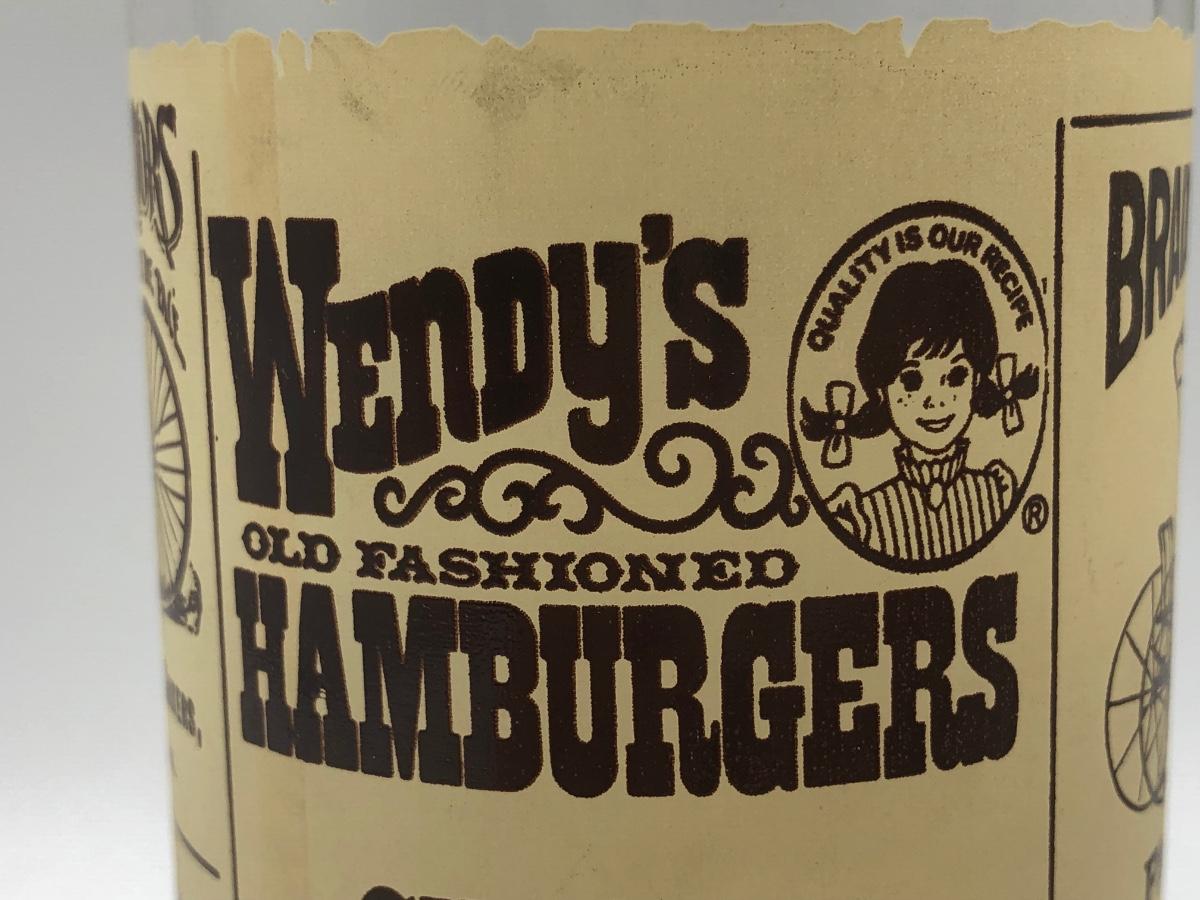 WENDY'S
QUALITY IS OUR RECIPE
®
OLD FASHIONED
HAMBURGERS